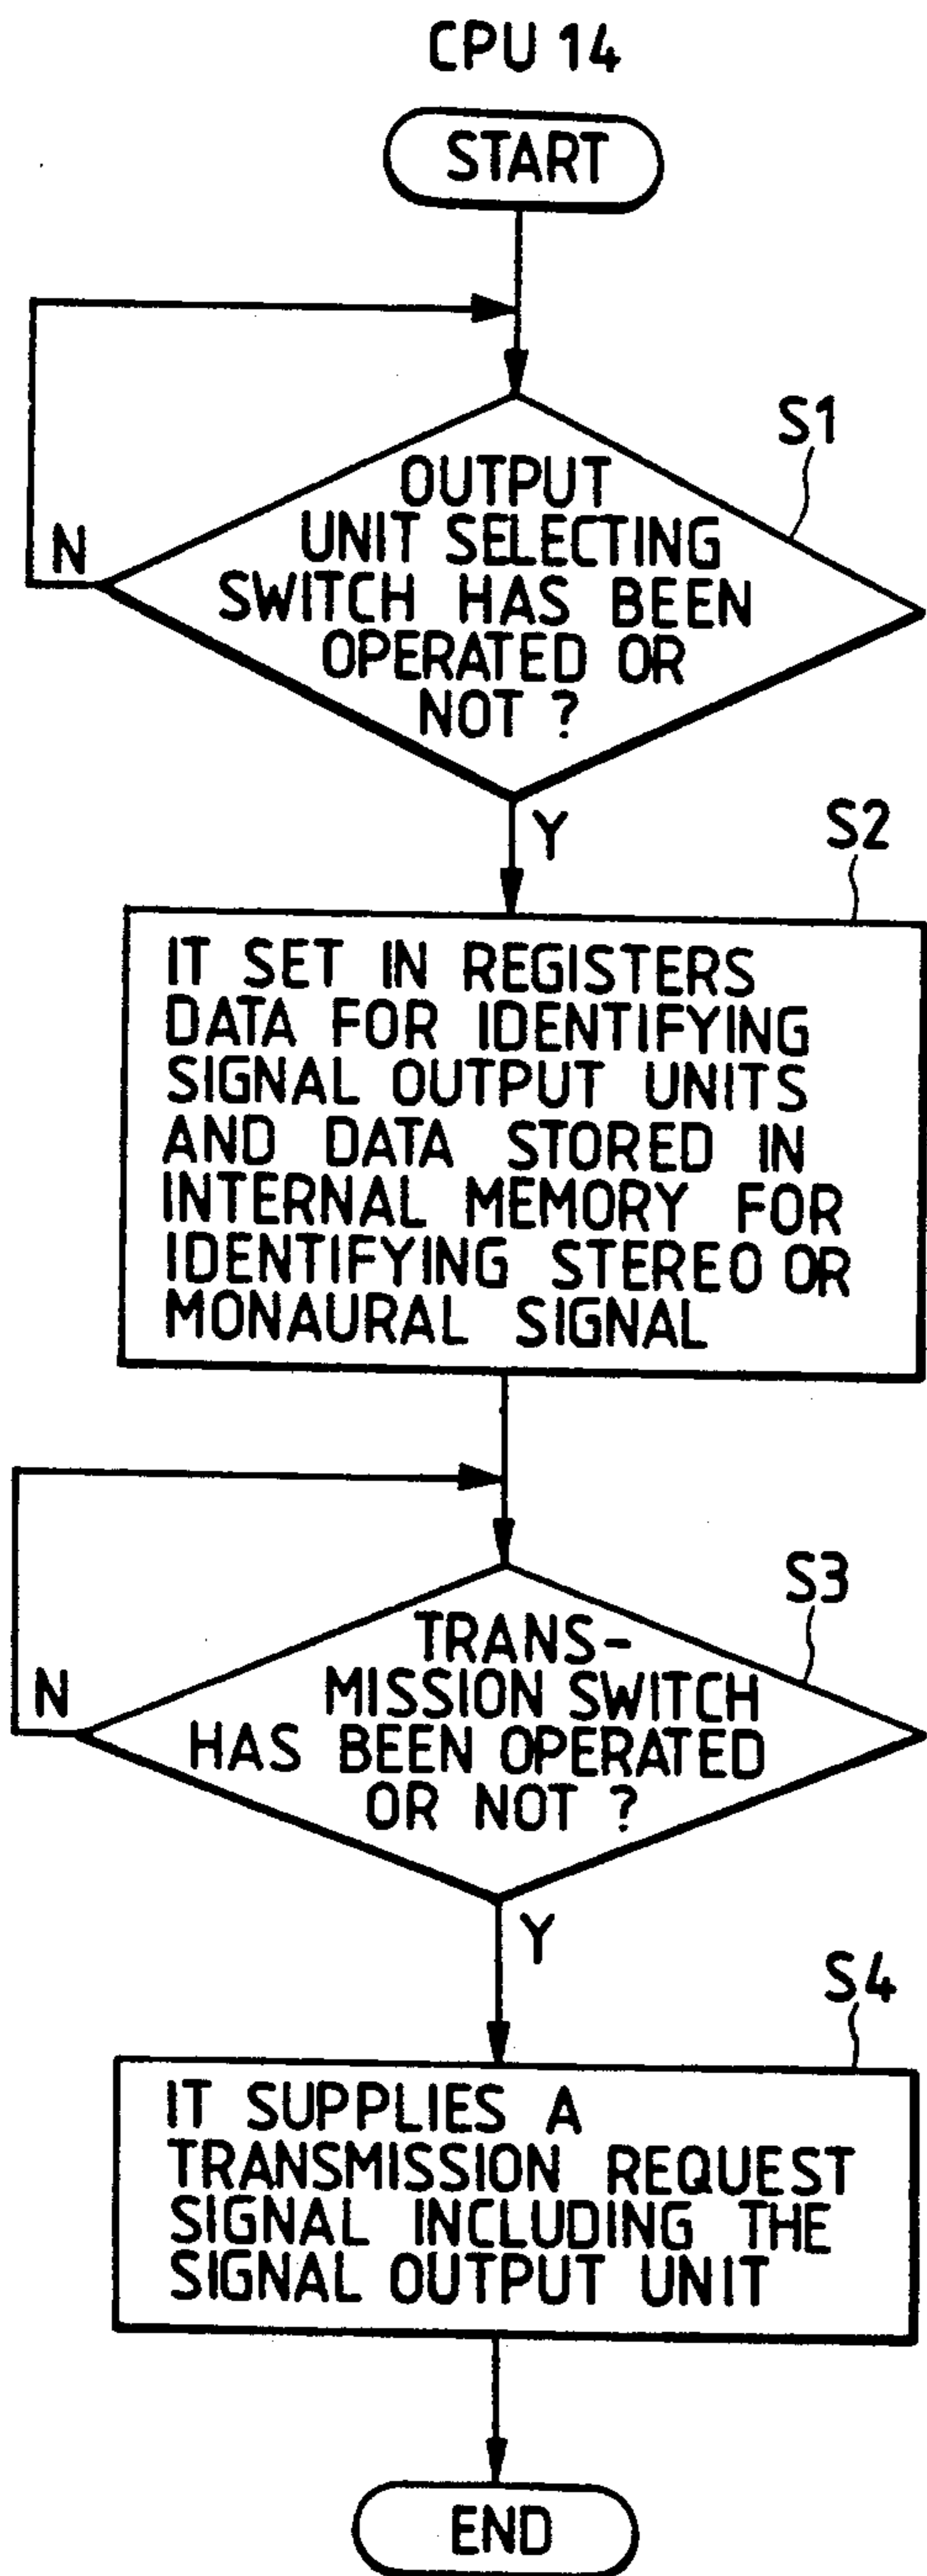 CPU 14
START
S1
OUTPUT
UNIT SELECTING
SWITCH HAS BEEN
OPERATED OR
NOT ?
N
Y
S2
IT SET IN REGISTERS
DATA FOR IDENTIFYING
SIGNAL OUTPUT UNITS
AND DATA STORED IN
INTERNAL MEMORY FOR
IDENTIFYING STEREO OR
MONAURAL SIGNAL
S3
TRANS-
MISSION SWITCH
HAS BEEN OPERATED
OR NOT ?
N
Y
S4
IT SUPPLIES A
TRANSMISSION REQUEST
SIGNAL INCLUDING THE
SIGNAL OUTPUT UNIT
END